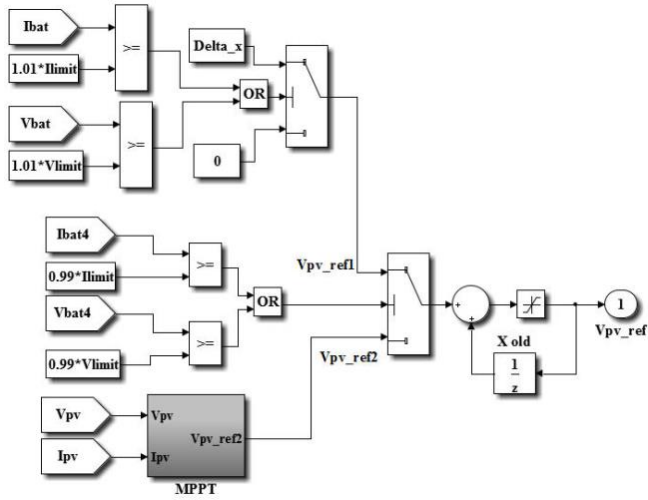 Ibat
>=
1.01*Ilimit
Delta_x
OR
Vbat
>=
1.01*Vlimit
0
Ibat4
>=
0.99*Ilimit
Vpv_ref1
OR
Vbat4
>=
0.99*Vlimit
Vpv_ref2
+
+
1
Vpv_ref
X old
1
z
Vpv
Vpv
Vpv_ref2
Ipv
Ipv
MPPT